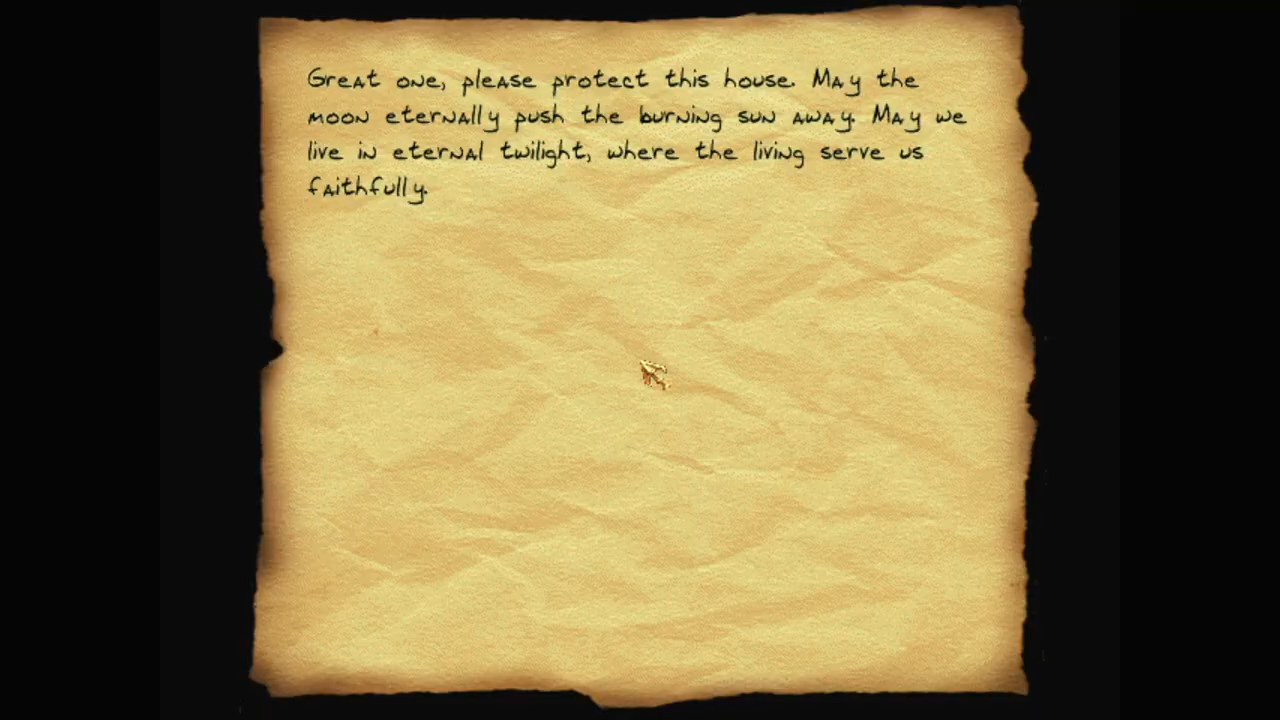 Great one, please protect this house. May the
moon eternally push the burning sun away. May we
live in eternal twilight, where the living serve us
faithfully.